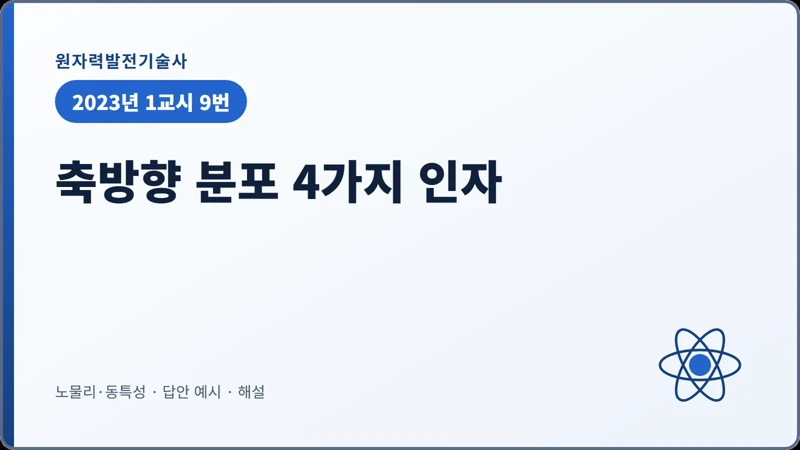 원자력발전기술사
2023년 1교시 9번
축방향 분포 4가지 인자
노물리·동특성 · 답안 예시 · 해설